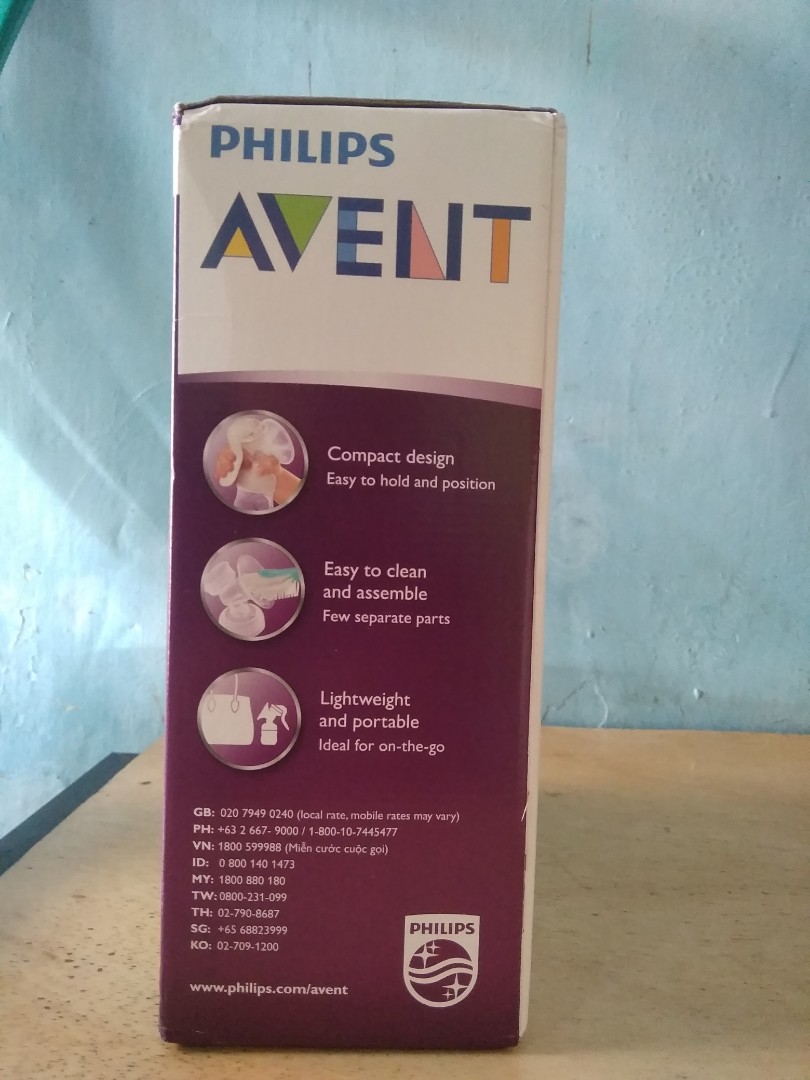 PHILIPS
AVENT
Compact design
Easy to hold and position
Easy to clean
and assemble
Few separate parts
Lightweight
and portable
Ideal for on-the-go
GB: 020 7949 0240 (local rate, mobile rates may vary)
PH: +63 2 667- 9000 / 1-800-10-7445477
VN: 1800 599988 (Miễn cước cuộc gọi)
ID: 0 800 140 1473
MY: 1800 880 180
TW: 0800-231-099
TH: 02-790-8687
SG: +65 68823999
KO: 02-709-1200
www.philips.com/avent
PHILIPS